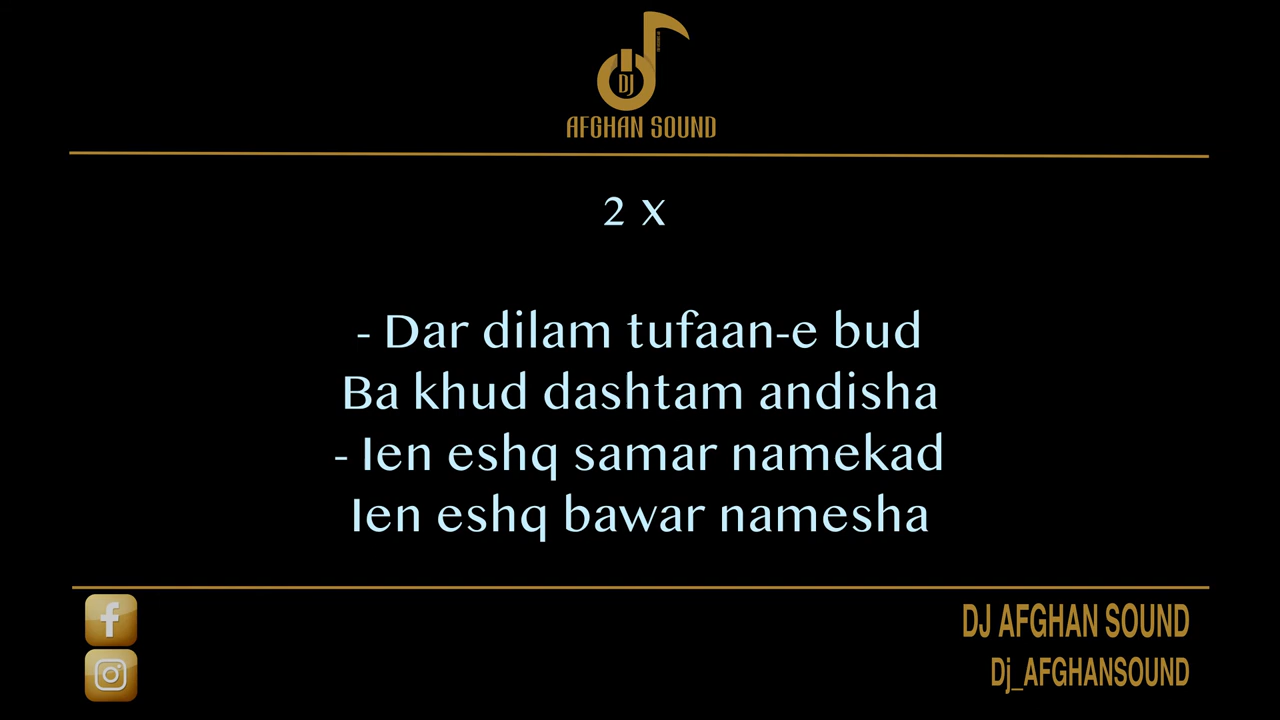 DJ
AFGHAN SOUND
2 x
- Dar dilam tufaan-e bud
Ba khud dashtam andisha
- Ien eshq samar namekad
Ien eshq bawar namesha
DJ AFGHAN SOUND
Dj_AFGHANSOUND